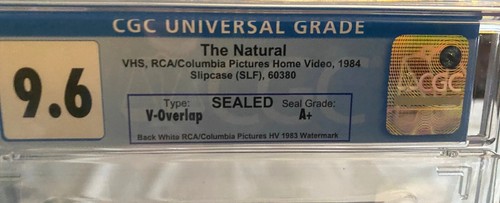 CGC UNIVERSAL GRADE
9.6
The Natural
VHS, RCA/Columbia Pictures Home Video, 1984
Slipcase (SLF), 60380
Type: SEALED Seal Grade:
V-Overlap A+
Back White RCA/Columbia Pictures HV 1983 Watermark
CGC